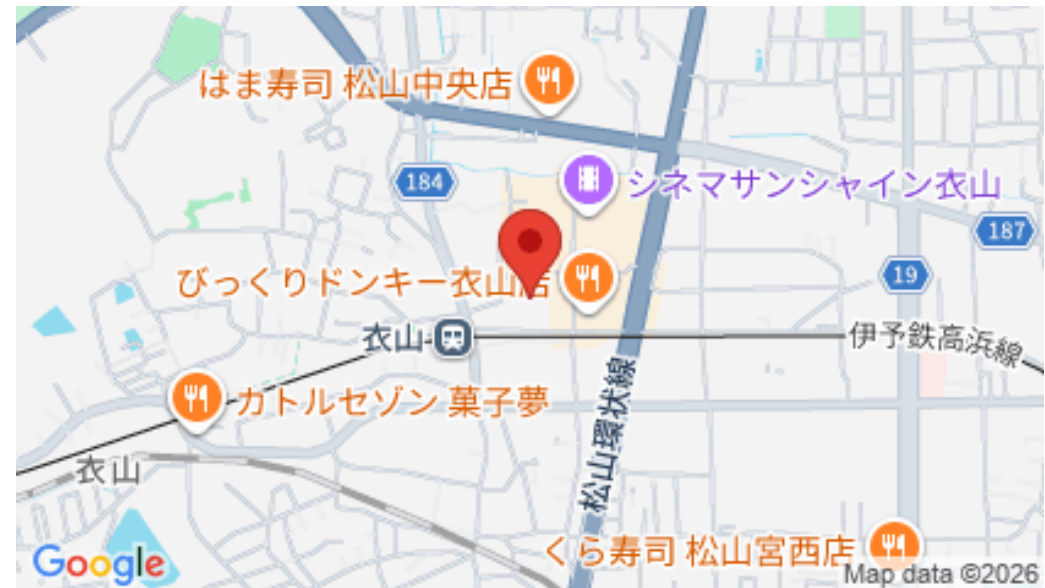 はま寿司 松山中央店
184
シネマサンシャイン衣山
187
びっくりドンキー衣山店
19
衣山
伊予鉄高浜線
カトルセゾン 菓子夢
松山環状線
衣山
くら寿司 松山宮西店
Google
Map data ©2026